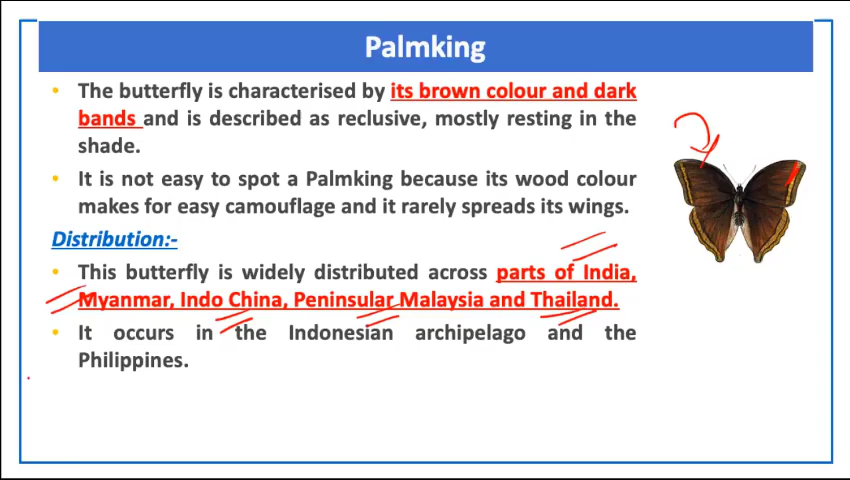 Palmking
• The butterfly is characterised by its brown colour and dark
bands and is described as reclusive, mostly resting in the
shade.
• It is not easy to spot a Palmking because its wood colour
makes for easy camouflage and it rarely spreads its wings.
Distribution:-
• This butterfly is widely distributed across parts of India,
Myanmar, Indo China, Peninsular Malaysia and Thailand.
• It occurs in the Indonesian archipelago and the
Philippines.